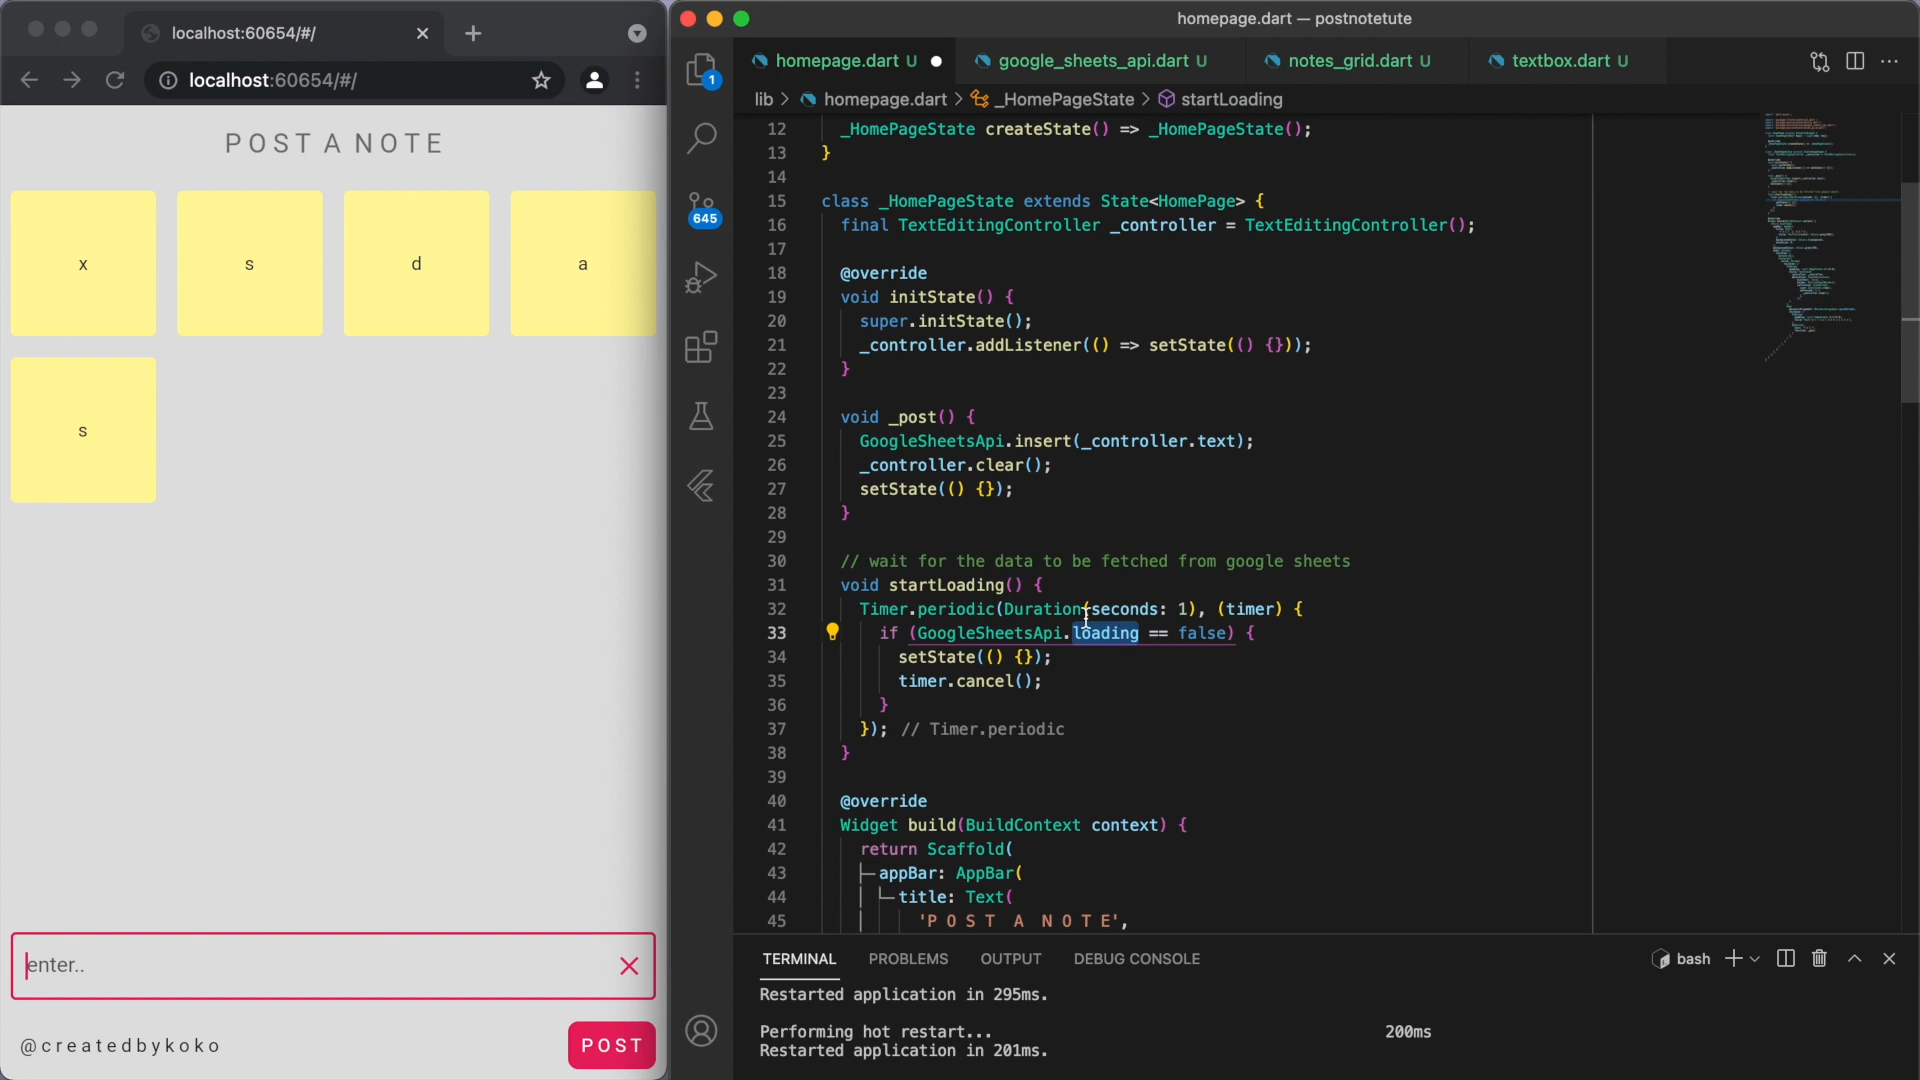 localhost:60654/#/
localhost:60654/#/
POST A NOTE
x
s
d
a
s
enter..
@createdbykoko
POST
homepage.dart — postnotetute
1
645
homepage.dart U
google_sheets_api.dart U
notes_grid.dart U
textbox.dart U
lib > homepage.dart > _HomePageState > startLoading
12 _HomePageState createState() => _HomePageState();
13 }
14
15 class _HomePageState extends State<HomePage> {
16 final TextEditingController _controller = TextEditingController();
17
18 @override
19 void initState() {
20 super.initState();
21 _controller.addListener(() => setState(() {}));
22 }
23
24 void _post() {
25 GoogleSheetsApi.insert(_controller.text);
26 _controller.clear();
27 setState(() {});
28 }
29
30 // wait for the data to be fetched from google sheets
31 void startLoading() {
32 Timer.periodic(Duration(seconds: 1), (timer) {
33 if (GoogleSheetsApi.loading == false) {
34 setState(() {});
35 timer.cancel();
36 }
37 }); // Timer.periodic
38 }
39
40 @override
41 Widget build(BuildContext context) {
42 return Scaffold(
43 appBar: AppBar(
44 title: Text(
45 'P O S T  A  N O T E',
TERMINAL PROBLEMS OUTPUT DEBUG CONSOLE
bash
Restarted application in 295ms.
Performing hot restart... 200ms
Restarted application in 201ms.